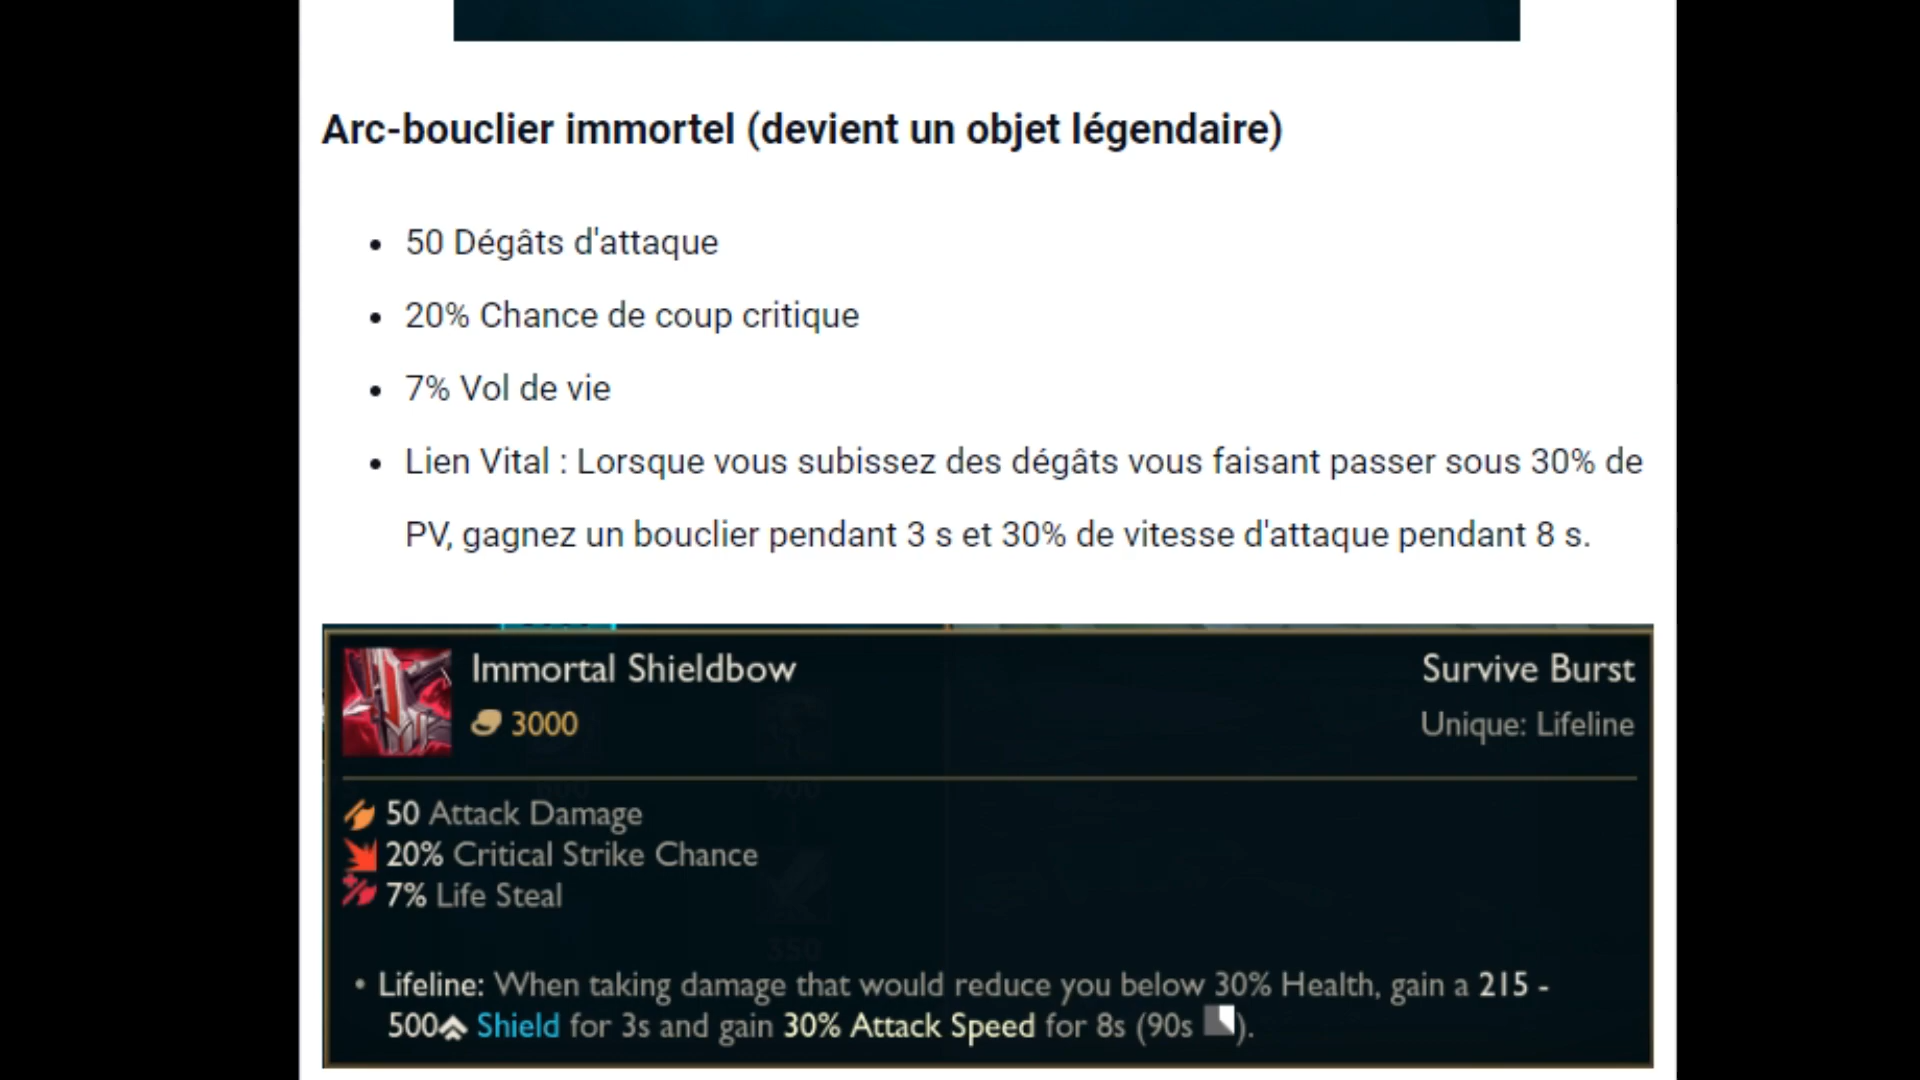 Arc-bouclier immortel (devient un objet légendaire)
• 50 Dégâts d'attaque
• 20% Chance de coup critique
• 7% Vol de vie
• Lien Vital : Lorsque vous subissez des dégâts vous faisant passer sous 30% de
PV, gagnez un bouclier pendant 3 s et 30% de vitesse d'attaque pendant 8 s.
Immortal Shieldbow
Survive Burst
3000
Unique: Lifeline
50 Attack Damage
20% Critical Strike Chance
7% Life Steal
350
• Lifeline: When taking damage that would reduce you below 30% Health, gain a 215 -
500 Shield for 3s and gain 30% Attack Speed for 8s (90s ).